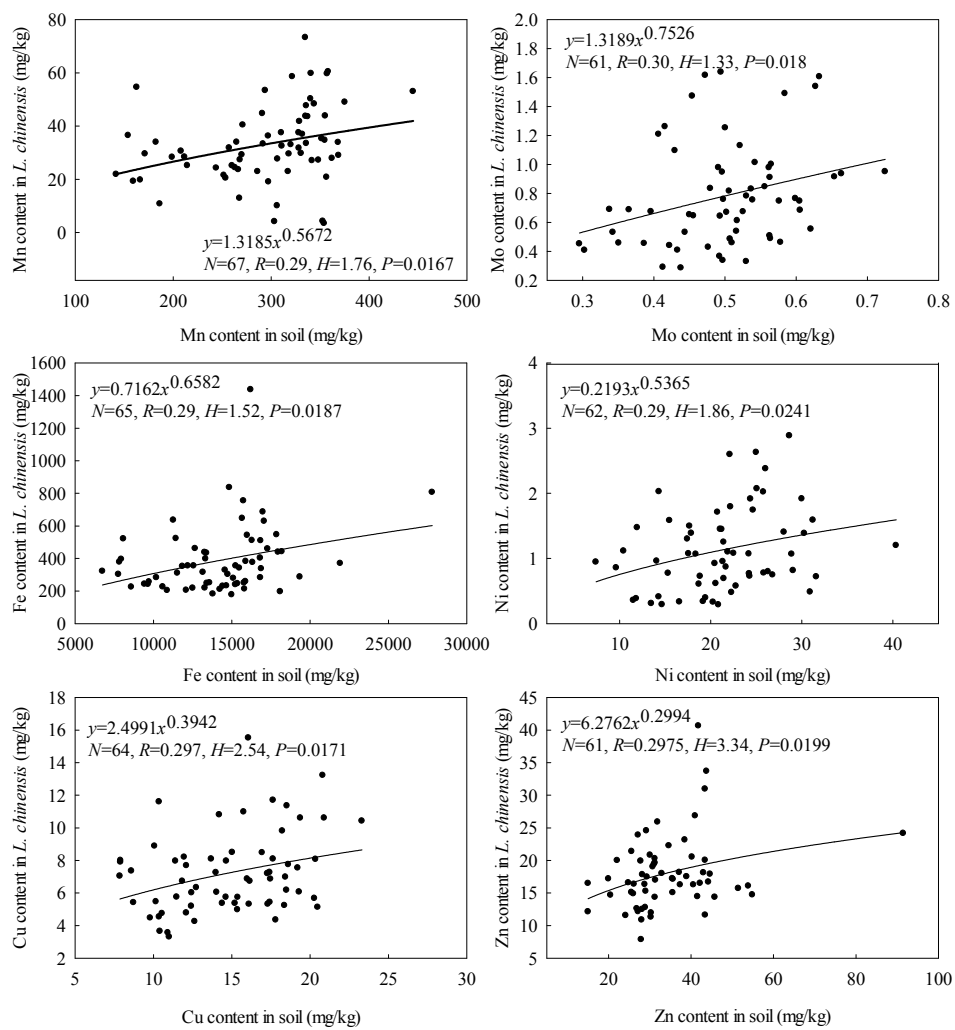 80
60
40
20
0
Mn content in L. chinensis (mg/kg)
y=1.3185x^0.5672
N=67, R=0.29, H=1.76, P=0.0167
100 200 300 400 500
Mn content in soil (mg/kg)
2.0
1.8
1.6
1.4
1.2
1.0
0.8
0.6
0.4
0.2
Mo content in L. chinensis (mg/kg)
y=1.3189x^0.7526
N=61, R=0.30, H=1.33, P=0.018
0.3 0.4 0.5 0.6 0.7 0.8
Mo content in soil (mg/kg)
1600
1400
1200
1000
800
600
400
200
0
Fe content in L. chinensis (mg/kg)
y=0.7162x^0.6582
N=65, R=0.29, H=1.52, P=0.0187
5000 10000 15000 20000 25000 30000
Fe content in soil (mg/kg)
4
3
2
1
0
Ni content in L. chinensis (mg/kg)
y=0.2193x^0.5365
N=62, R=0.29, H=1.86, P=0.0241
10 20 30 40
Ni content in soil (mg/kg)
18
16
14
12
10
8
6
4
2
Cu content in L. chinensis (mg/kg)
y=2.4991x^0.3942
N=64, R=0.297, H=2.54, P=0.0171
5 10 15 20 25 30
Cu content in soil (mg/kg)
45
40
35
30
25
20
15
10
5
Zn content in L. chinensis (mg/kg)
y=6.2762x^0.2994
N=61, R=0.2975, H=3.34, P=0.0199
20 40 60 80 100
Zn content in soil (mg/kg)